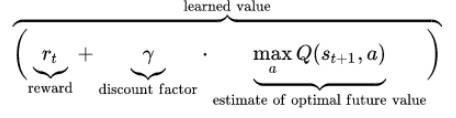 learned value
( r_t + γ · max_a Q(s_{t+1}, a) )
reward
discount factor
estimate of optimal future value